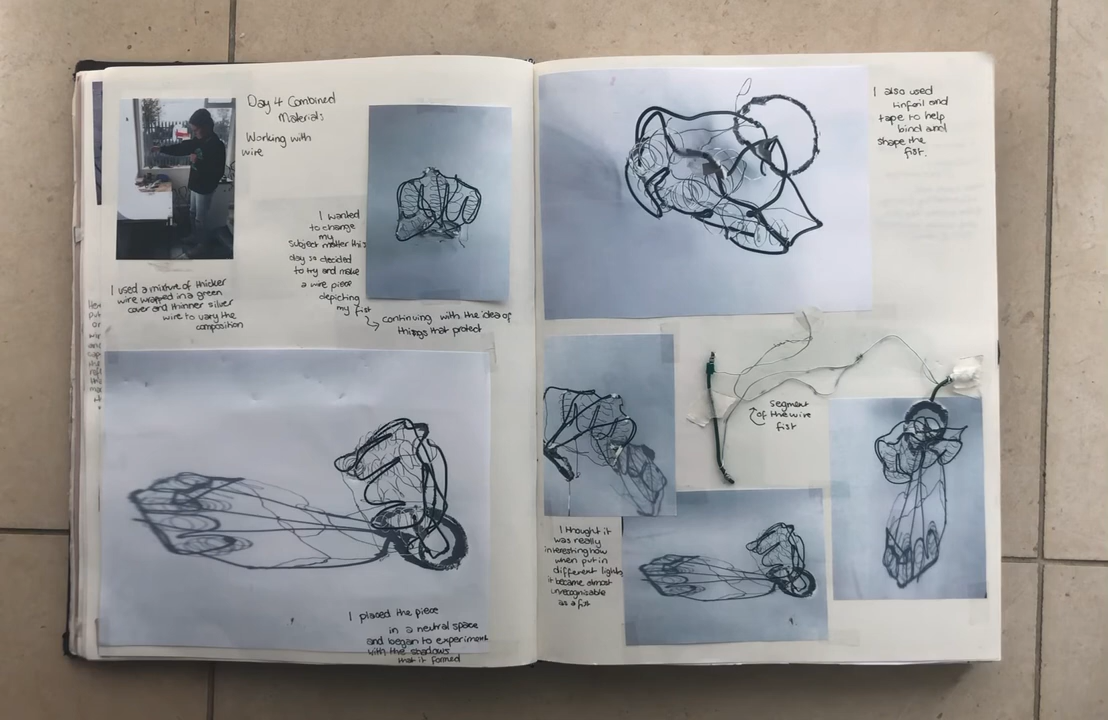 Day 4 Combined
Materials
Working with
wire
I wanted
to change
my
subject matter this
day so decided
to try and make
a wire piece
depicting
my fist
continuing with the idea of
things that protect
I used a mixture of thicker
wire wrapped in a green
cover and thinner silver
wire to vary the
composition
I placed the piece
in a neutral space
and began to experiment
with the shadows
that it formed
I also used
tinfoil and
tape to help
bind and
shape the
fist.
segment
of the wire
fist
I thought it
was really
interesting how
when put in
different lights
it became almost
unrecognisable
as a fist